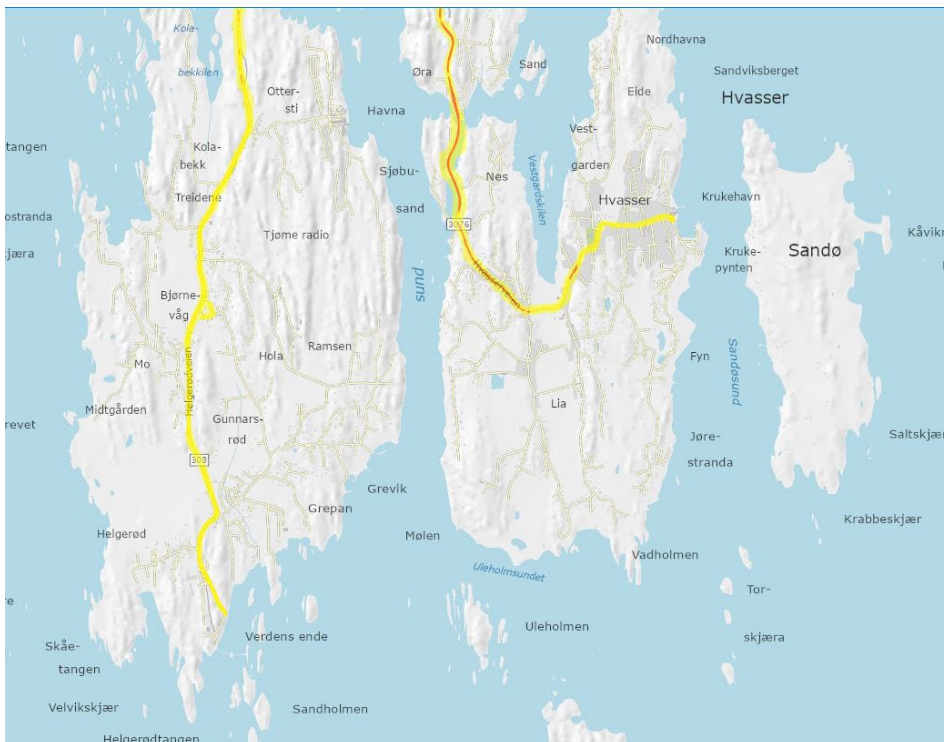 Kola-
bekkilen
Otter-
sti
Øra
Sand
Nordhavna
Sandviksberget
Hvasser
Eide
Havna
Vest-
garden
tangen
Kola-
bekk
Sjøbu-
sand
Nes
Vestgårdskilen
Treidene
Hvasser
Krukehavn
ostranda
3076
Tjøme radio
kjæra
Kruke-
pynten
Sandø
Kåvikn
sund
Hvasserveien
Bjørne-
våg
Hola
Ramsen
Mo
Helgerødveien
Fyn
Sandøsund
Midtgården
Gunnars-
rød
Lia
revet
308
Jøre-
stranda
Saltskjær
Grevik
Grepan
Krabbeskjær
Helgerød
Mølen
Vadholmen
Uleholmsundet
Tor-
skjæra
re
Uleholmen
Verdens ende
Skåe-
tangen
Velvikskjær
Sandholmen
Helgerødtangen